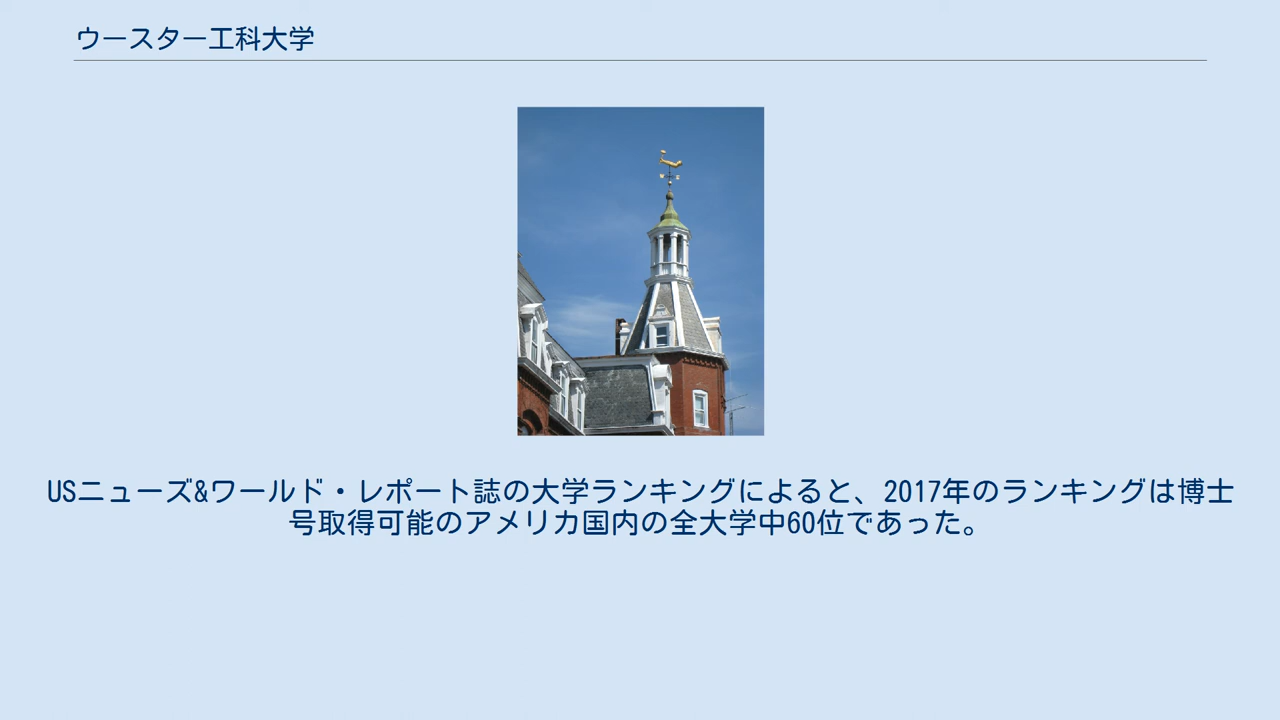 ウースター工科大学
USニューズ&ワールド・レポート誌の大学ランキングによると、2017年のランキングは博士
号取得可能のアメリカ国内の全大学中60位であった。